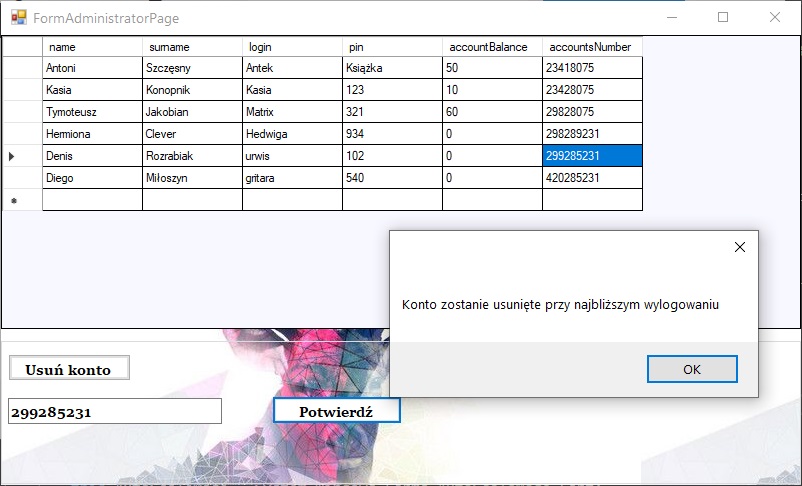 FormAdministratorPage
name surname login pin accountBalance accountsNumber
Antoni Szczęsny Antek Książka 50 23418075
Kasia Konopnik Kasia 123 10 23428075
Tymoteusz Jakobian Matrix 321 60 29828075
Hermiona Clever Hedwiga 934 0 298289231
Denis Rozrabiak urwis 102 0 299285231
Diego Miłoszyn gritara 540 0 420285231
Konto zostanie usunięte przy najbliższym wylogowaniu
OK
Usuń konto
299285231 Potwierdź